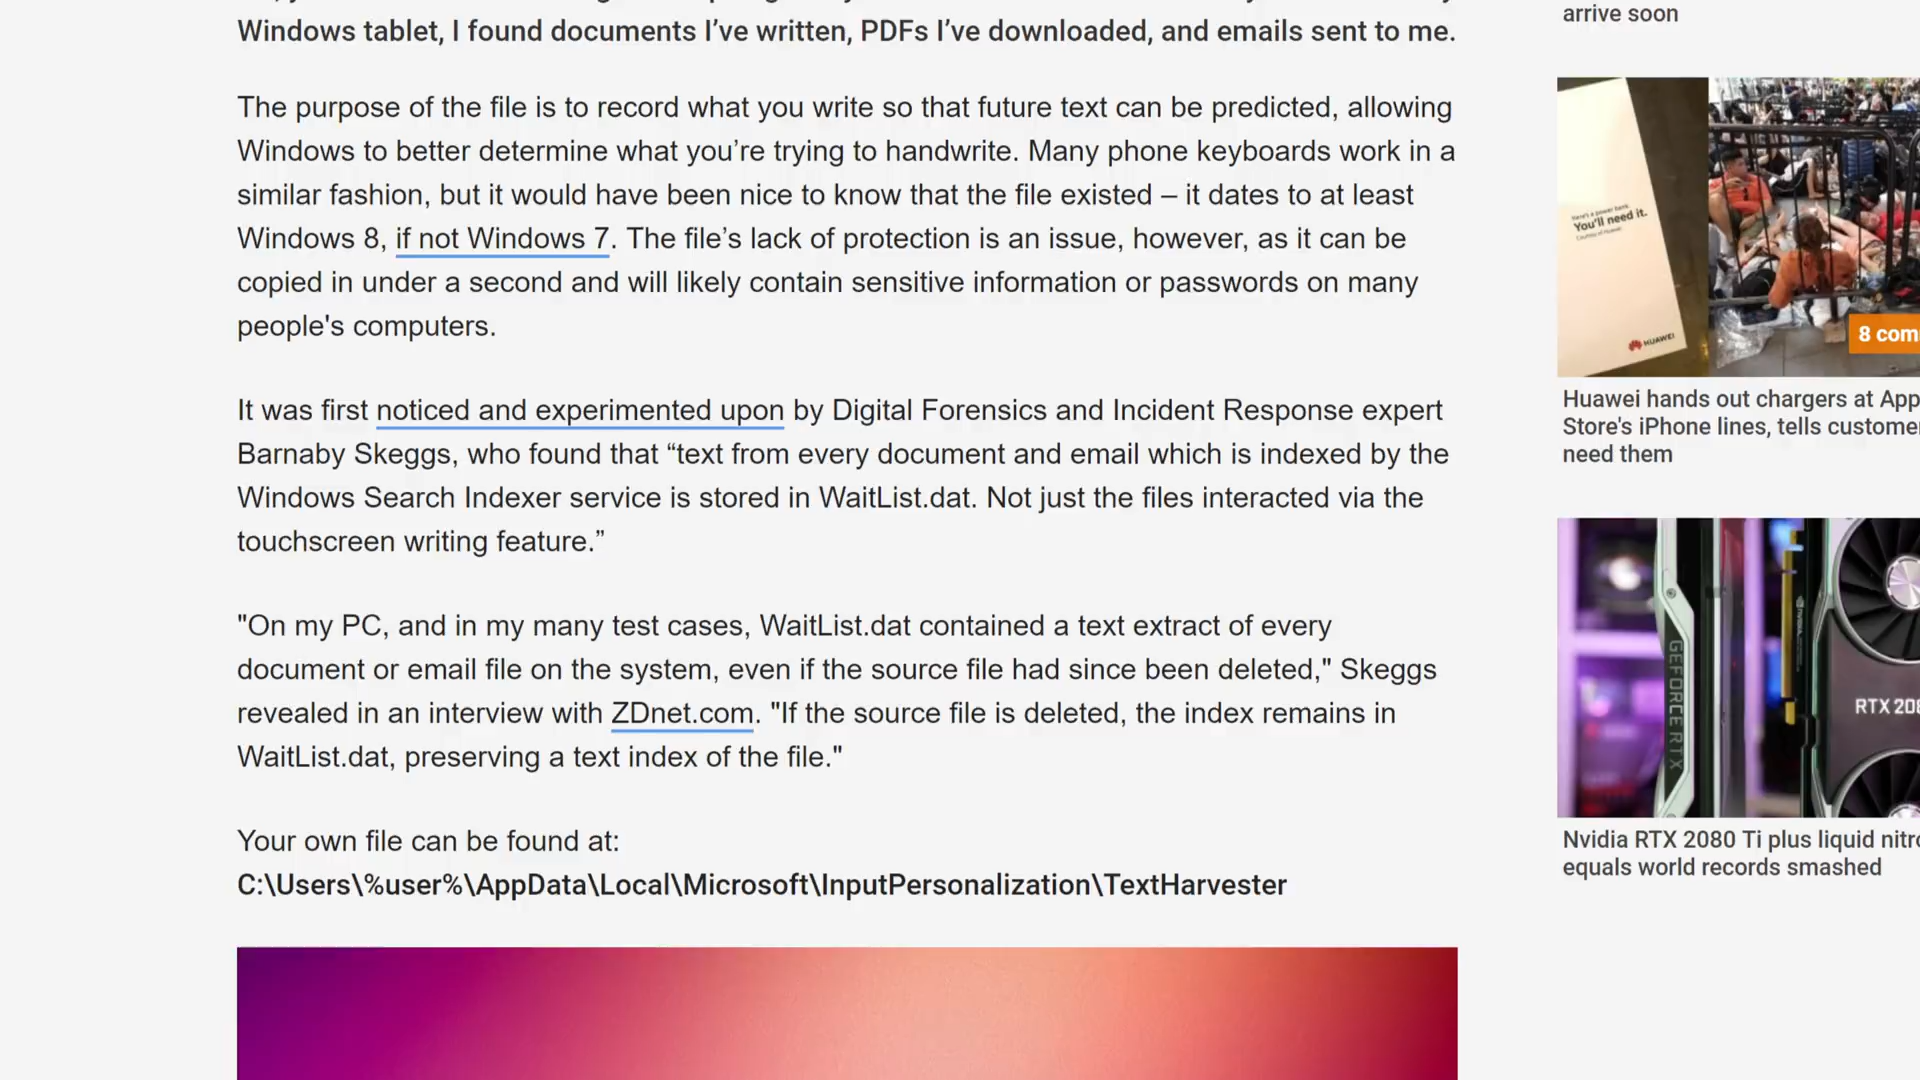 Windows tablet, I found documents I’ve written, PDFs I’ve downloaded, and emails sent to me.
The purpose of the file is to record what you write so that future text can be predicted, allowing
Windows to better determine what you’re trying to handwrite. Many phone keyboards work in a
similar fashion, but it would have been nice to know that the file existed – it dates to at least
Windows 8, if not Windows 7. The file’s lack of protection is an issue, however, as it can be
copied in under a second and will likely contain sensitive information or passwords on many
people's computers.
It was first noticed and experimented upon by Digital Forensics and Incident Response expert
Barnaby Skeggs, who found that “text from every document and email which is indexed by the
Windows Search Indexer service is stored in WaitList.dat. Not just the files interacted via the
touchscreen writing feature.”
"On my PC, and in my many test cases, WaitList.dat contained a text extract of every
document or email file on the system, even if the source file had since been deleted," Skeggs
revealed in an interview with ZDnet.com. "If the source file is deleted, the index remains in
WaitList.dat, preserving a text index of the file."
Your own file can be found at:
C:\Users\%user%\AppData\Local\Microsoft\InputPersonalization\TextHarvester
arrive soon
Here's a power bank.
You'll need it.
Courtesy of Huawei
HUAWEI
8 com
Huawei hands out chargers at App
Store's iPhone lines, tells custome
need them
GEFORCE RTX
RTX 208
Nvidia RTX 2080 Ti plus liquid nitro
equals world records smashed